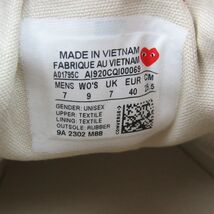 MADE IN VIETNAM
FABRIQUE AU VIETNAM
A01795C AI920CQI00065
MENS WO'S UK EUR CM
7 9 7 40 25.5
GENDER: UNISEX
UPPER: TEXTILE
LINING: TEXTILE
OUTSOLE: RUBBER
9A 2302 M88